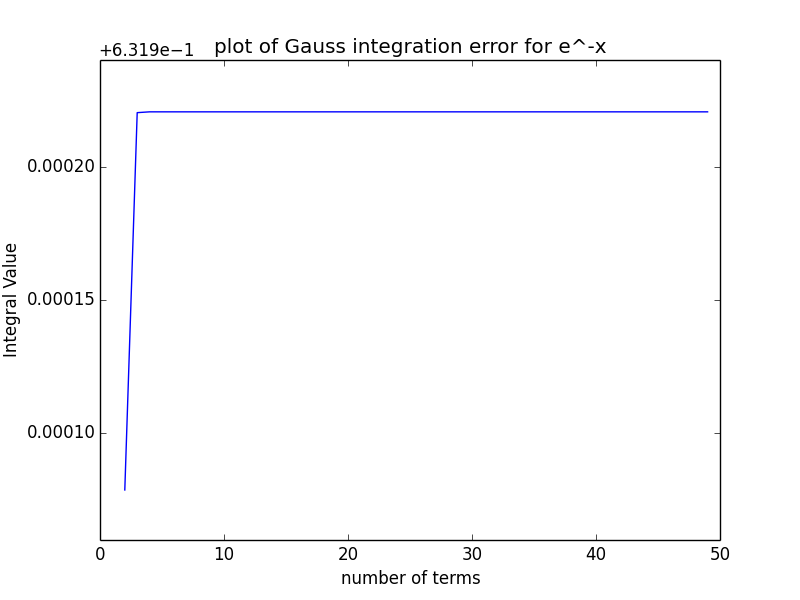 +6.319e−1
plot of Gauss integration error for e^-x
0.00020
0.00015
0.00010
Integral Value
0
10
20
30
40
50
number of terms